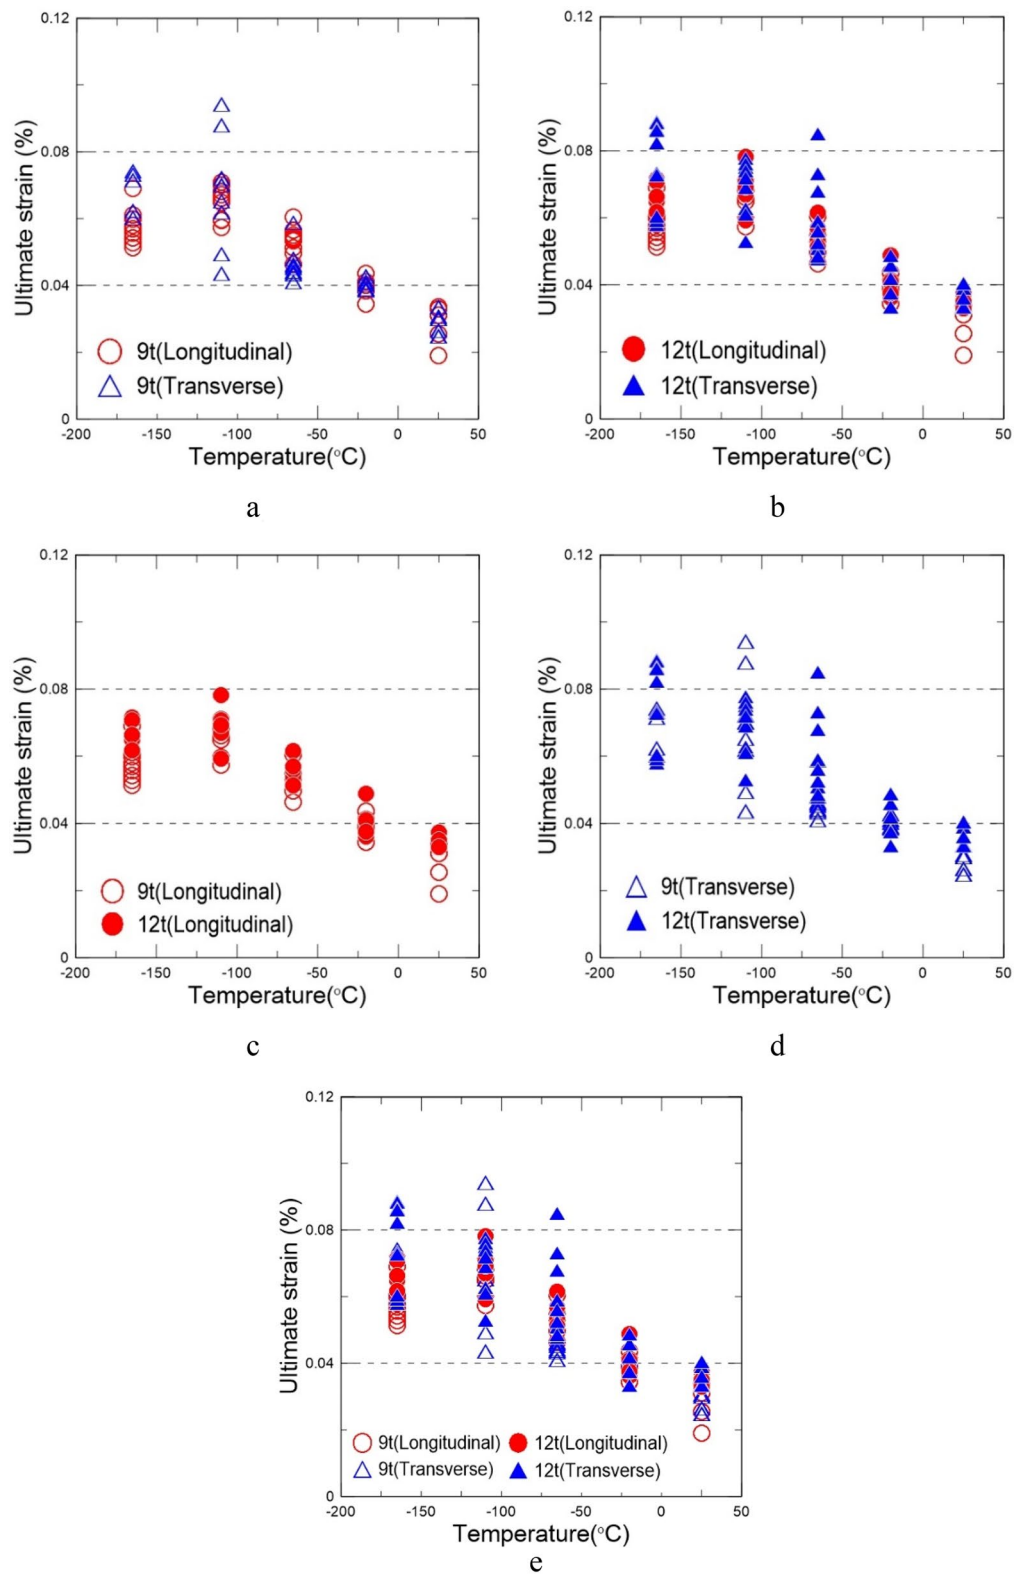 0.12
0.08
0.04
0
Ultimate strain (%)
9t(Longitudinal)
9t(Transverse)
-200 -150 -100 -50 0 50
Temperature(°C)
a
0.12
0.08
0.04
0
Ultimate strain (%)
12t(Longitudinal)
12t(Transverse)
-200 -150 -100 -50 0 50
Temperature(°C)
b
0.12
0.08
0.04
0
Ultimate strain (%)
9t(Longitudinal)
12t(Longitudinal)
-200 -150 -100 -50 0 50
Temperature(°C)
c
0.12
0.08
0.04
0
Ultimate strain (%)
9t(Transverse)
12t(Transverse)
-200 -150 -100 -50 0 50
Temperature(°C)
d
0.12
0.08
0.04
0
Ultimate strain (%)
9t(Longitudinal) 12t(Longitudinal)
9t(Transverse) 12t(Transverse)
-200 -150 -100 -50 0 50
Temperature(°C)
e